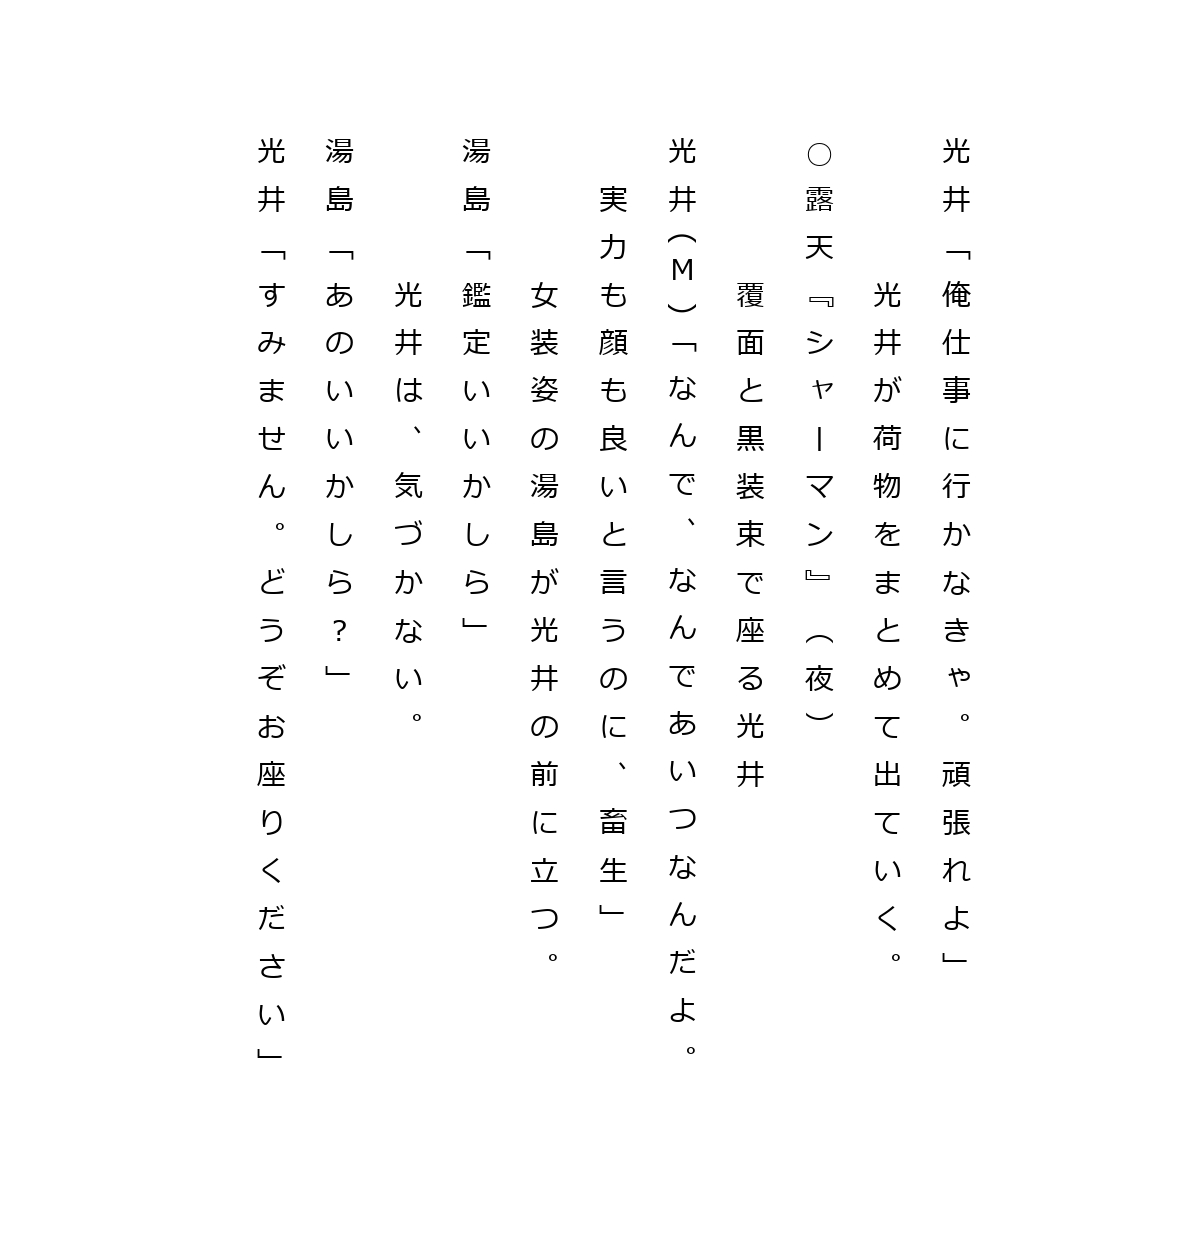 光井「俺仕事に行かなきゃ。頑張れよ」
光井が荷物をまとめて出ていく。
○露天『シャーマン』（夜）
覆面と黒装束で座る光井
光井（Ｍ）「なんで、なんであいつなんだよ。
実力も顔も良いと言うのに、畜生」
女装姿の湯島が光井の前に立つ。
湯島「鑑定いいかしら」
光井は、気づかない。
湯島「あのいいかしら?」
光井「すみません。どうぞお座りください」